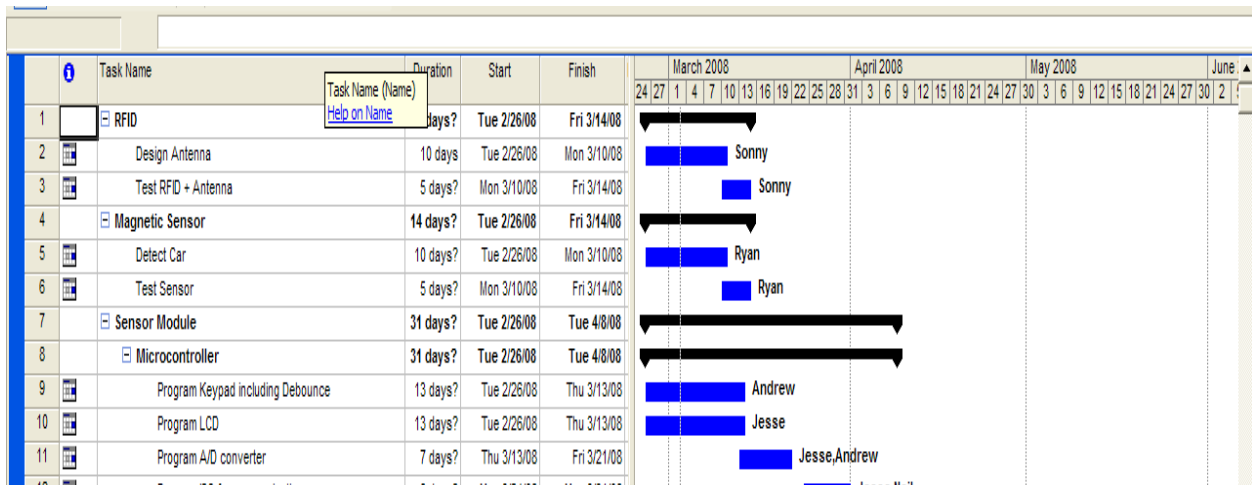 Task Name Duration Start Finish March 2008 April 2008 May 2008 June
Task Name (Name)
Help on Name
24 27 1 4 7 10 13 16 19 22 25 28 31 3 6 9 12 15 18 21 24 27 30 3 6 9 12 15 18 21 24 27 30 2
1 RFID days? Tue 2/26/08 Fri 3/14/08
2 Design Antenna 10 days Tue 2/26/08 Mon 3/10/08 Sonny
3 Test RFID + Antenna 5 days? Mon 3/10/08 Fri 3/14/08 Sonny
4 Magnetic Sensor 14 days? Tue 2/26/08 Fri 3/14/08
5 Detect Car 10 days? Tue 2/26/08 Mon 3/10/08 Ryan
6 Test Sensor 5 days? Mon 3/10/08 Fri 3/14/08 Ryan
7 Sensor Module 31 days? Tue 2/26/08 Tue 4/8/08
8 Microcontroller 31 days? Tue 2/26/08 Tue 4/8/08
9 Program Keypad including Debounce 13 days? Tue 2/26/08 Thu 3/13/08 Andrew
10 Program LCD 13 days? Tue 2/26/08 Thu 3/13/08 Jesse
11 Program A/D converter 7 days? Thu 3/13/08 Fri 3/21/08 Jesse,Andrew